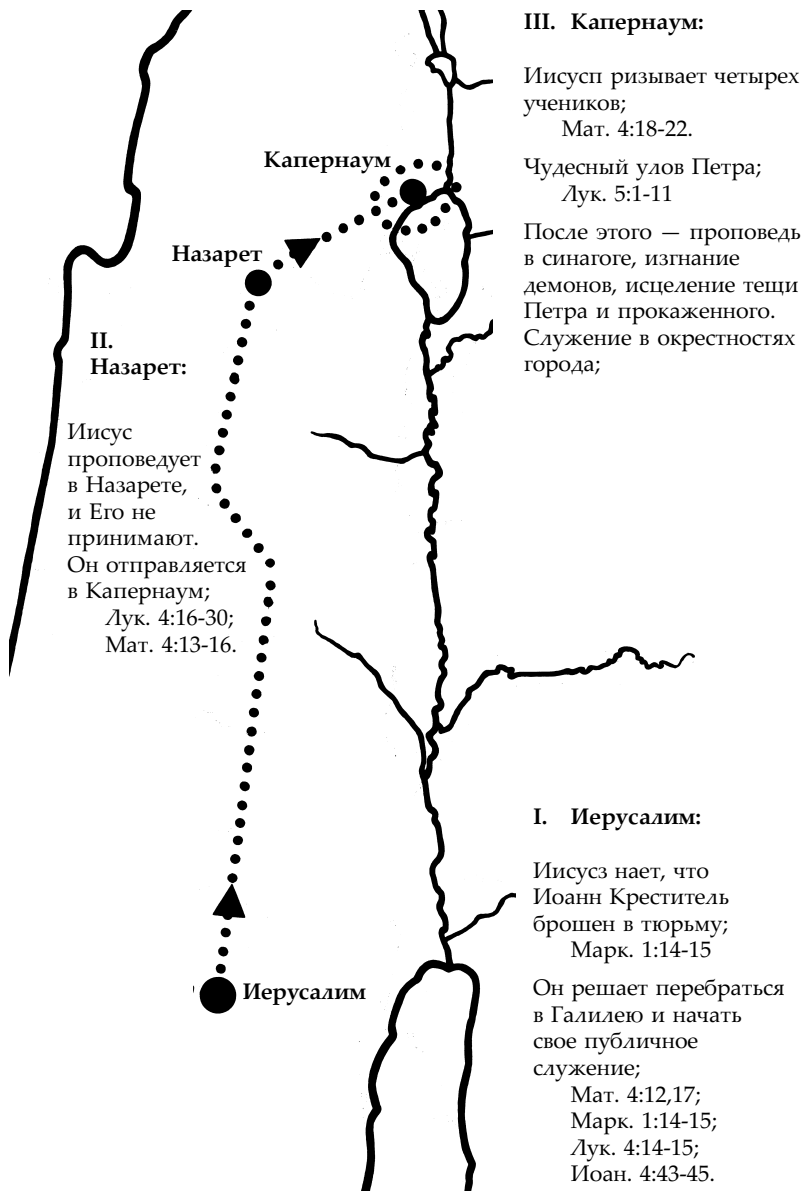 III. Капернаум:
Иисусп ризывает четырех
учеников;
Мат. 4:18-22.
Чудесный улов Петра;
Лук. 5:1-11
После этого — проповедь
в синагоге, изгнание
демонов, исцеление тещи
Петра и прокаженного.
Служение в окрестностях
города;
Капернаум
Назарет
II.
Назарет:
Иисус
проповедует
в Назарете,
и Его не
принимают.
Он отправляется
в Капернаум;
Лук. 4:16-30;
Мат. 4:13-16.
I. Иерусалим:
Иисусз нает, что
Иоанн Креститель
брошен в тюрьму;
Марк. 1:14-15
Он решает перебраться
в Галилею и начать
свое публичное
служение;
Мат. 4:12,17;
Марк. 1:14-15;
Лук. 4:14-15;
Иоан. 4:43-45.
Иерусалим